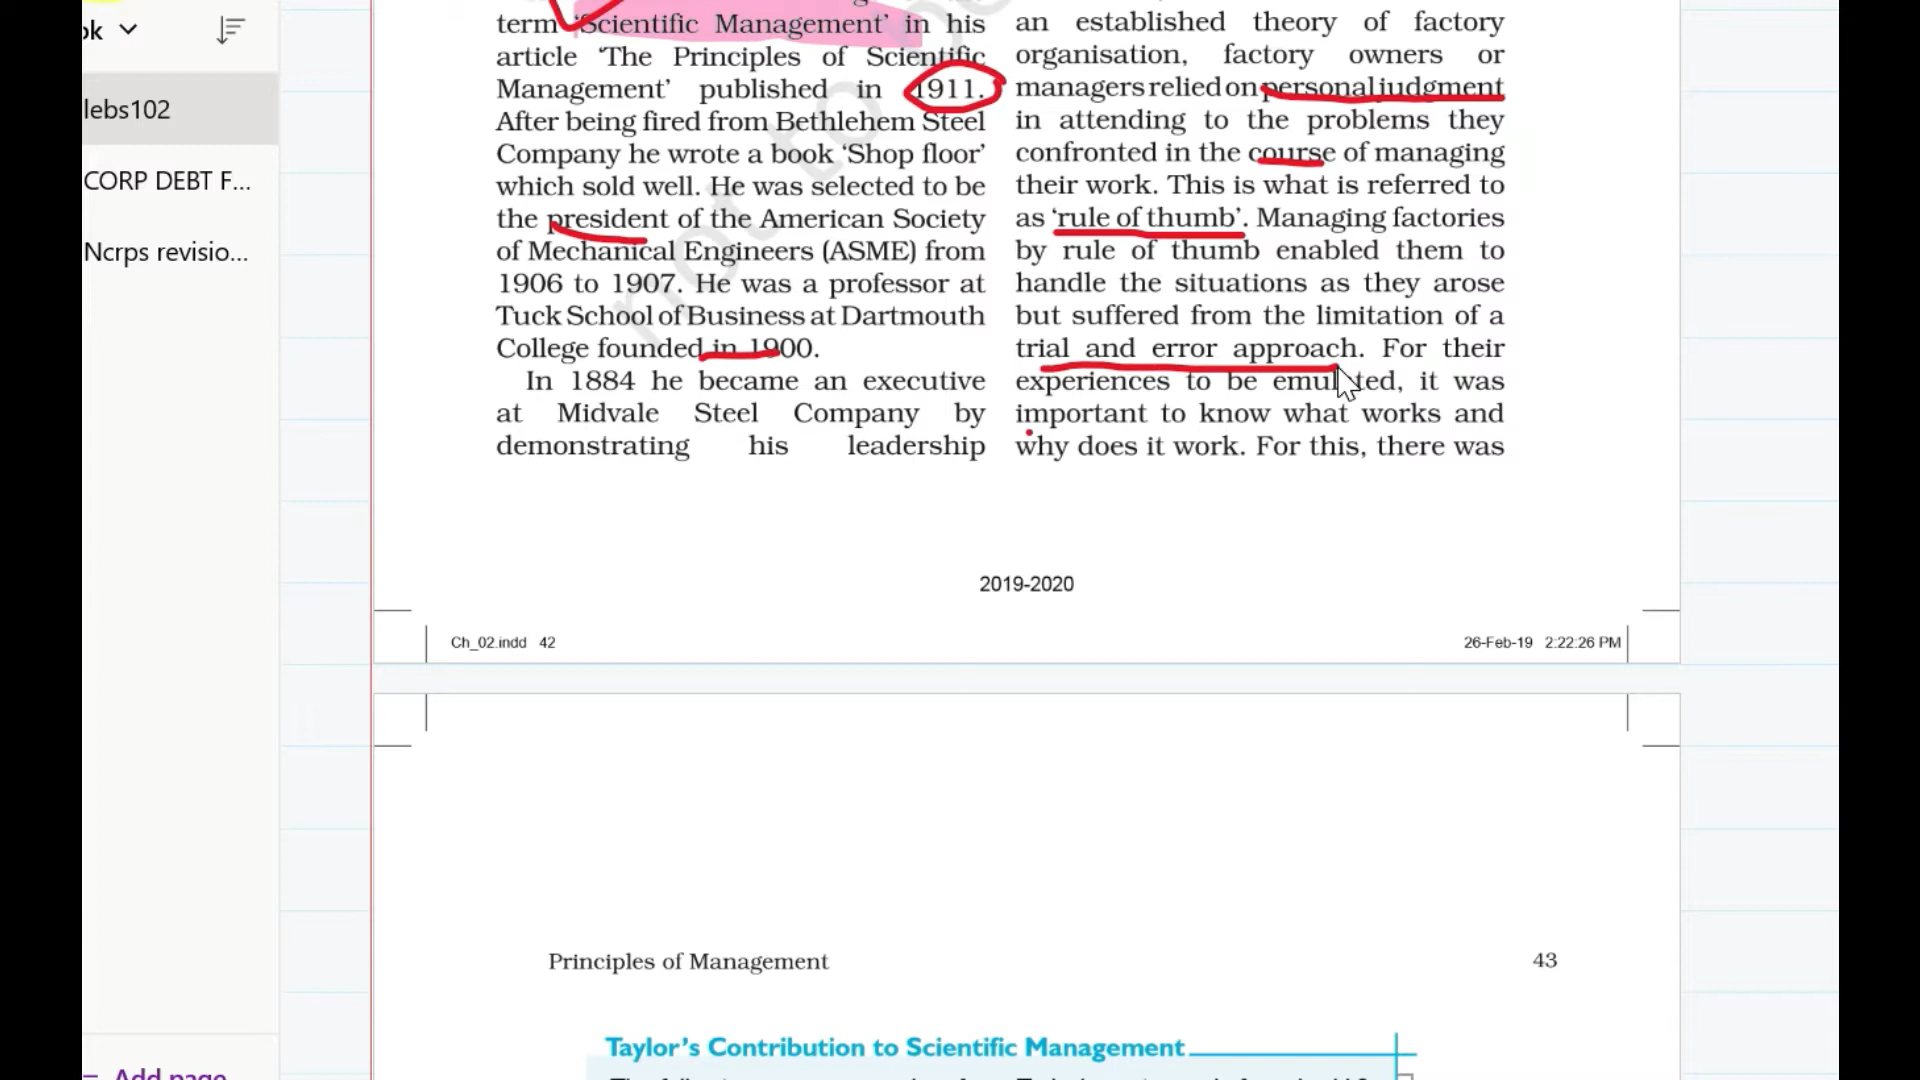 ok
lebs102
CORP DEBT F...
Ncrps revisio...
Add page
term ‘Scientific Management’ in his
article ‘The Principles of Scientific
Management’ published in 1911.
After being fired from Bethlehem Steel
Company he wrote a book ‘Shop floor’
which sold well. He was selected to be
the president of the American Society
of Mechanical Engineers (ASME) from
1906 to 1907. He was a professor at
Tuck School of Business at Dartmouth
College founded in 1900.
In 1884 he became an executive
at Midvale Steel Company by
demonstrating his leadership
an established theory of factory
organisation, factory owners or
managers relied on personal judgment
in attending to the problems they
confronted in the course of managing
their work. This is what is referred to
as ‘rule of thumb’. Managing factories
by rule of thumb enabled them to
handle the situations as they arose
but suffered from the limitation of a
trial and error approach. For their
experiences to be emulated, it was
important to know what works and
why does it work. For this, there was
not to
2019-2020
Ch_02.indd 42
26-Feb-19 2:22:26 PM
Principles of Management
43
Taylor’s Contribution to Scientific Management